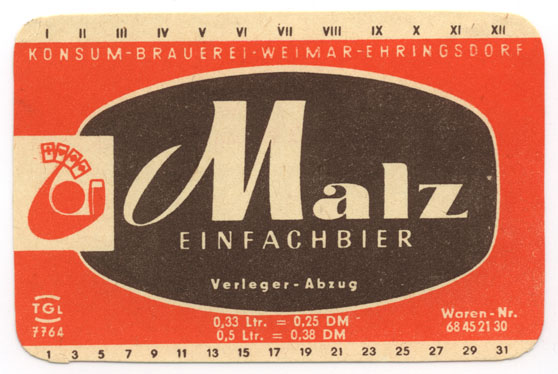 I II III IV V VI VII VIII IX X XI XII
KONSUM-BRAUEREI-WEIMAR-EHRINGSDORF
Malz
EINFACHBIER
Verleger-Abzug
TGL
7764
0,33 Ltr. = 0,25 DM
0,5 Ltr. = 0,38 DM
Waren-Nr.
68 45 21 30
1 3 5 7 9 11 13 15 17 19 21 23 25 27 29 31